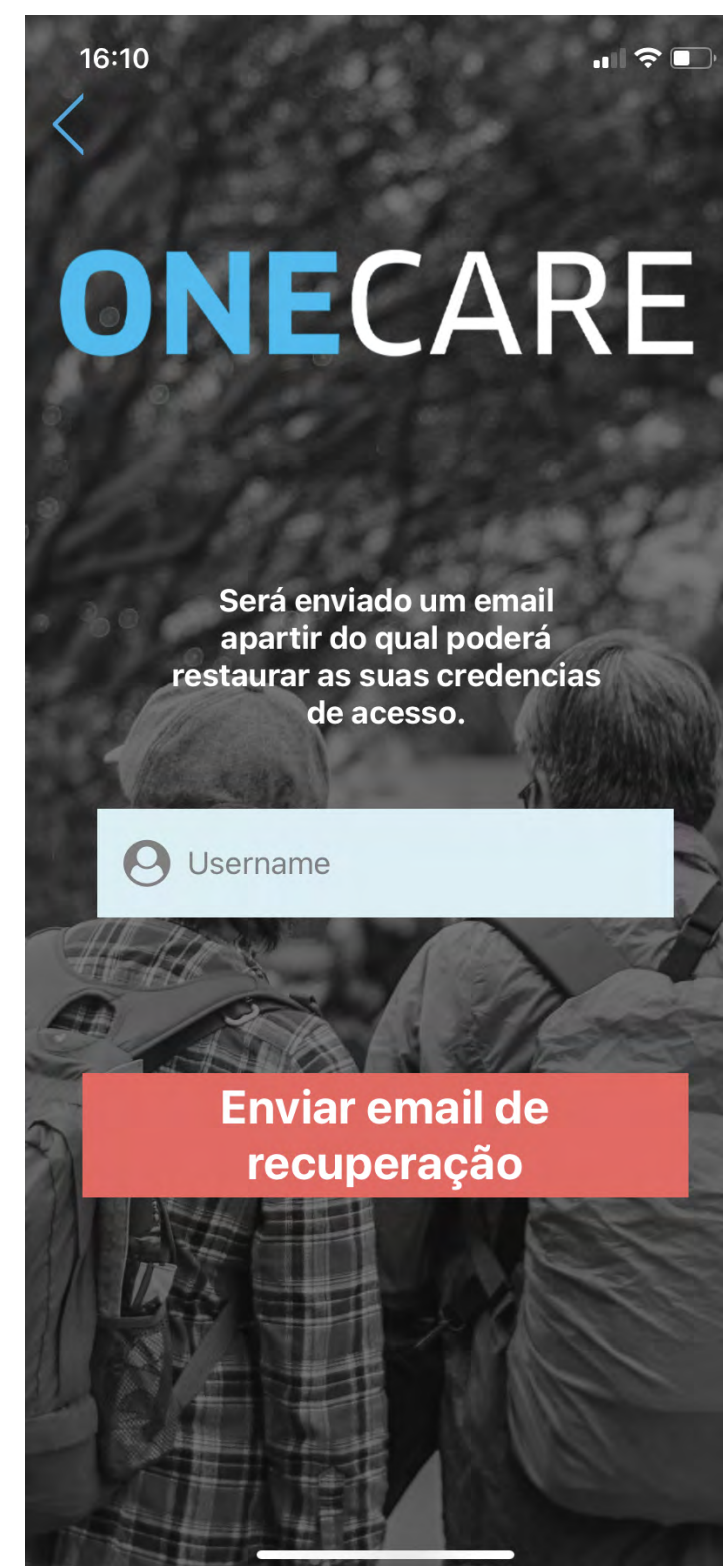 16:10
ONECARE
Será enviado um email
apartir do qual poderá
restaurar as suas credencias
de acesso.
Username
Enviar email de
recuperação